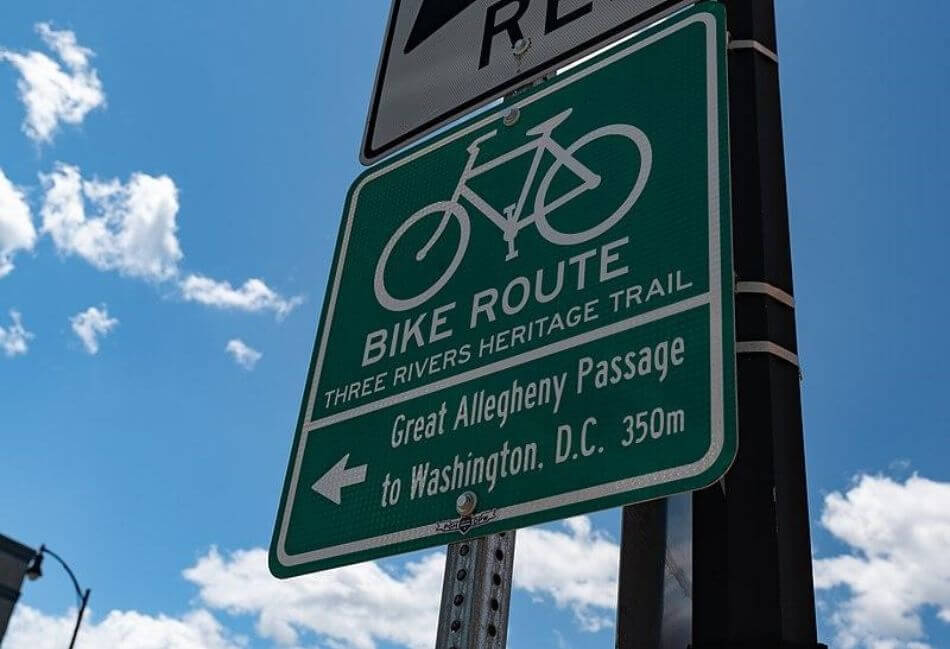 BIKE ROUTE
THREE RIVERS HERITAGE TRAIL
Great Allegheny Passage
to Washington, D.C. 350m